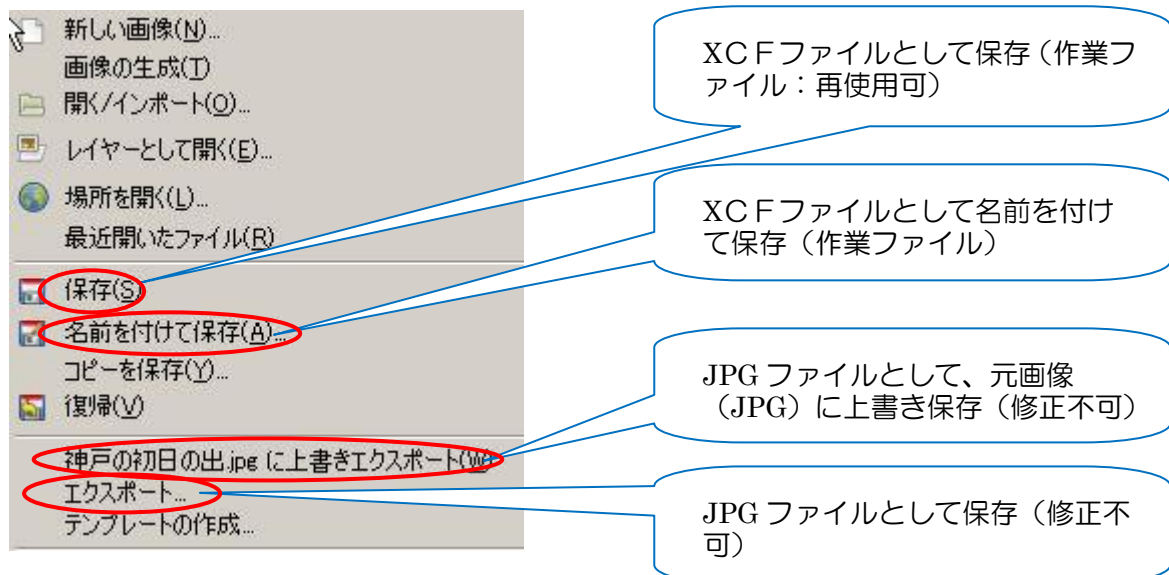 新しい画像(N)...
画像の生成(T)
開く/インポート(O)...
レイヤーとして開く(E)...
場所を開く(L)...
最近開いたファイル(R)
保存(S)
名前を付けて保存(A)...
コピーを保存(Y)...
復帰(V)
神戸の初日の出.jpg に上書きエクスポート(W)
エクスポート...
テンプレートの作成...
XCFファイルとして保存（作業フ
ァイル：再使用可）
XCFファイルとして名前を付け
て保存（作業ファイル）
JPG ファイルとして、元画像
（JPG）に上書き保存（修正不可）
JPG ファイルとして保存（修正不
可）